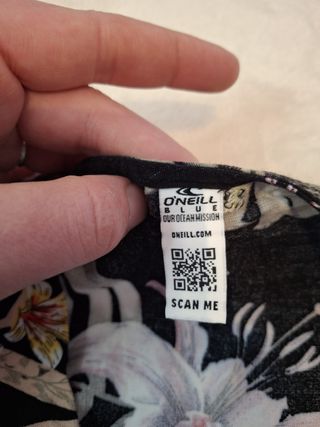 O'NEILL
BLUE
OUR OCEAN MISSION
ONEILL.COM
SCAN ME